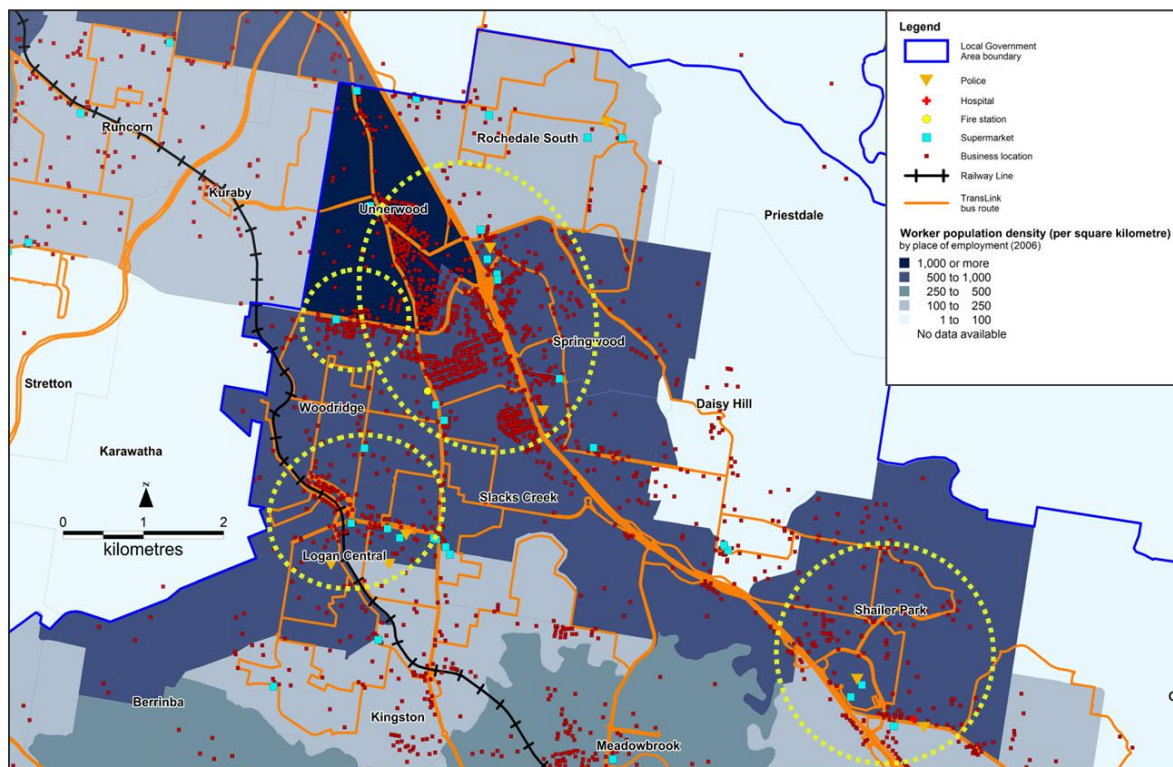 Legend
Local Government
Area boundary
Police
Hospital
Fire station
Supermarket
Business location
Railway Line
TransLink
bus route
Worker population density (per square kilometre)
by place of employment (2006)
1,000 or more
500 to 1,000
250 to 500
100 to 250
1 to 100
No data available
Runcorn
Rochedale South
Kuraby
Underwood
Priestdale
Springwood
Stretton
Woodridge
Daisy Hill
Karawatha
Slacks Creek
z
0 1 2
kilometres
Logan Central
Shailer Park
Berrinba
Kingston
Meadowbrook